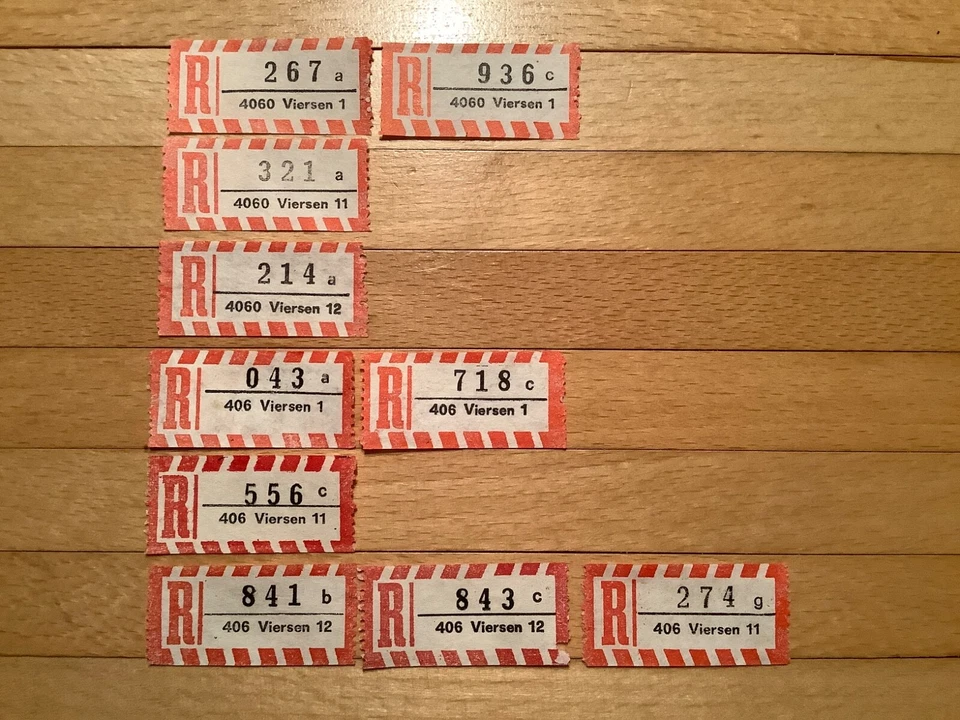 R 267 a
4060 Viersen 1
R 936 c
4060 Viersen 1
R 321 a
4060 Viersen 11
R 214 a
4060 Viersen 12
R 043 a
406 Viersen 1
R 718 c
406 Viersen 1
R 556 c
406 Viersen 11
R 841 b
406 Viersen 12
R 843 c
406 Viersen 12
R 274 g
406 Viersen 11